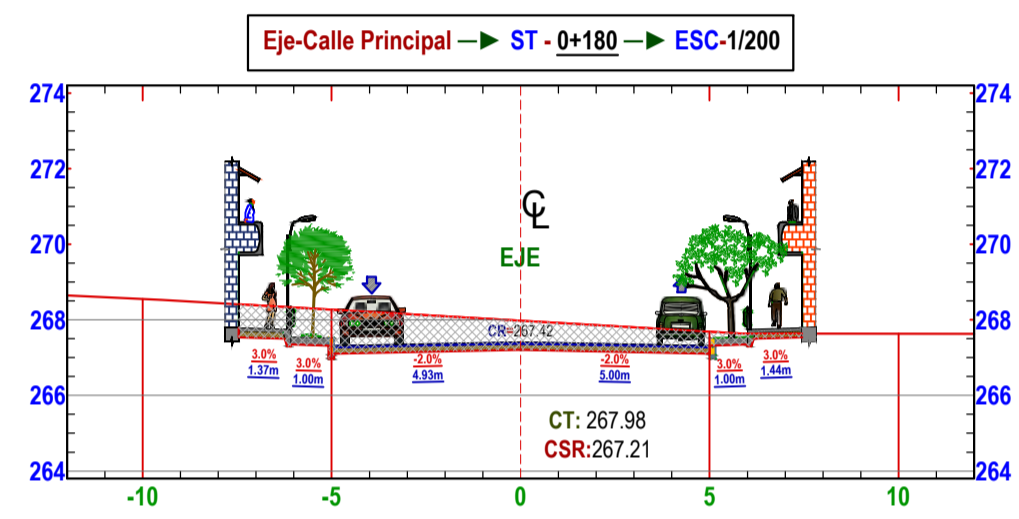 Eje-Calle Principal → ST - 0+180 → ESC-1/200
274 274
272 272
270 270
268 268
266 266
264 264
CL
EJE
CR=267.42
3.0% 3.0% -2.0% -2.0% 3.0% 3.0%
1.37m 1.00m 4.93m 5.00m 1.00m 1.44m
CT: 267.98
CSR:267.21
-10 -5 0 5 10